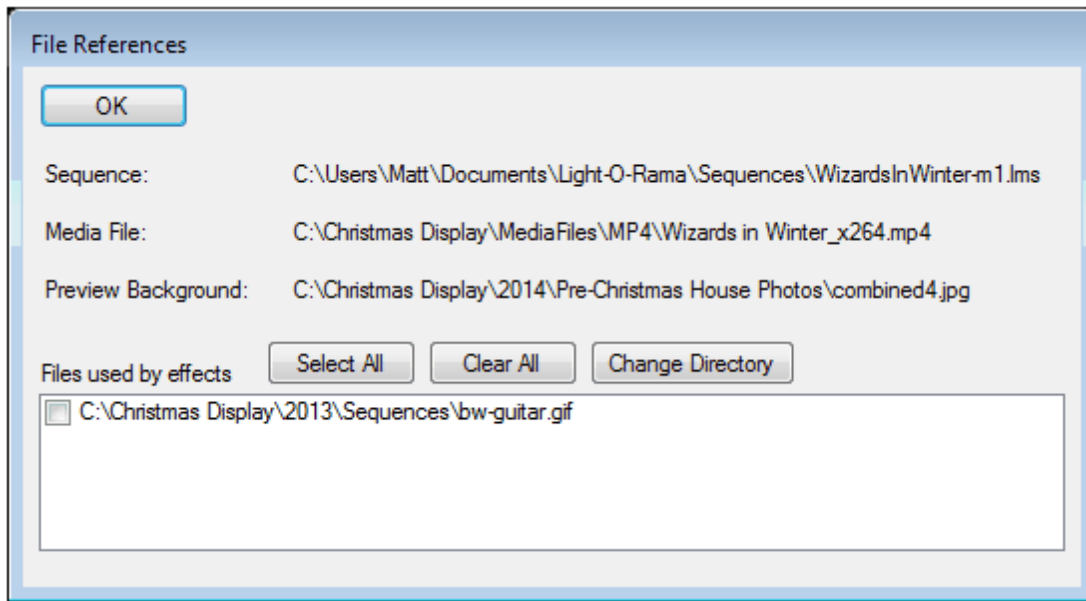 File References
OK
Sequence: C:\Users\Matt\Documents\Light-O-Rama\Sequences\WizardsInWinter-m1.lms
Media File: C:\Christmas Display\MediaFiles\MP4\Wizards in Winter_x264.mp4
Preview Background: C:\Christmas Display\2014\Pre-Christmas House Photos\combined4.jpg
Files used by effects Select All Clear All Change Directory
C:\Christmas Display\2013\Sequences\bw-guitar.gif